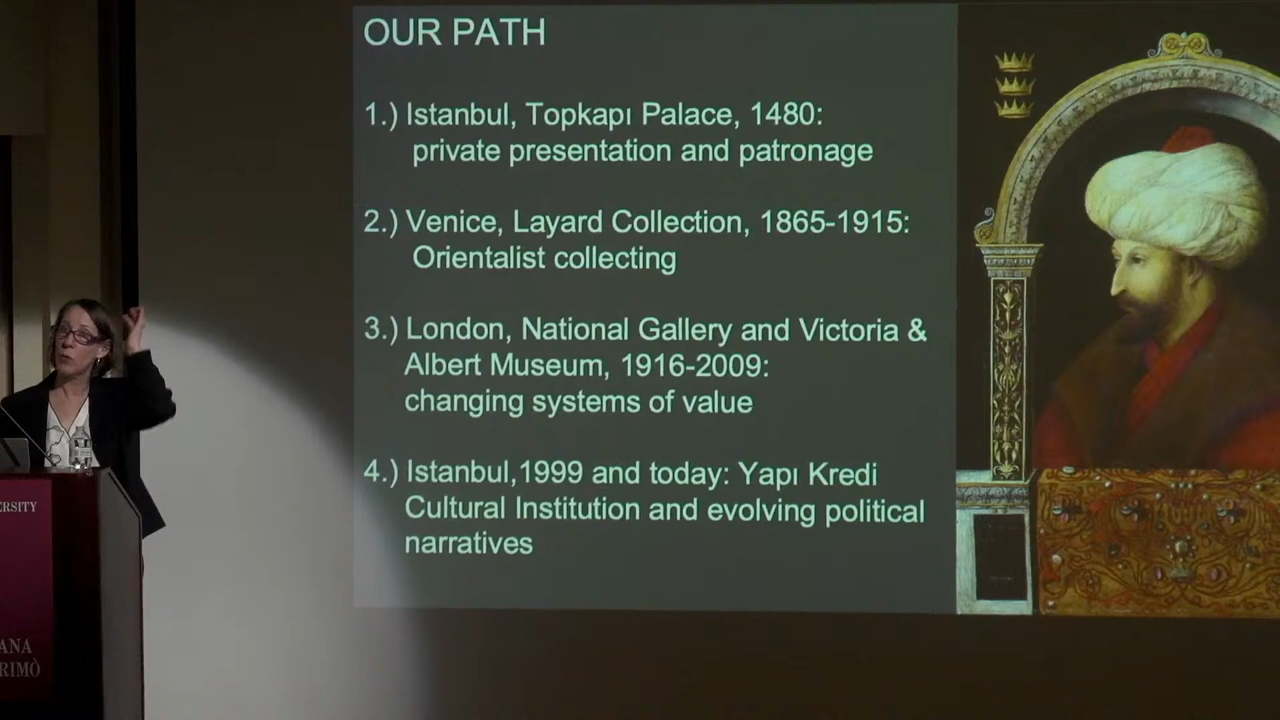 OUR PATH
1.) Istanbul, Topkapı Palace, 1480:
private presentation and patronage
2.) Venice, Layard Collection, 1865-1915:
Orientalist collecting
3.) London, National Gallery and Victoria &
Albert Museum, 1916-2009:
changing systems of value
4.) Istanbul,1999 and today: Yapı Kredi
Cultural Institution and evolving political
narratives
ERSITY
ANA
RIMÒ